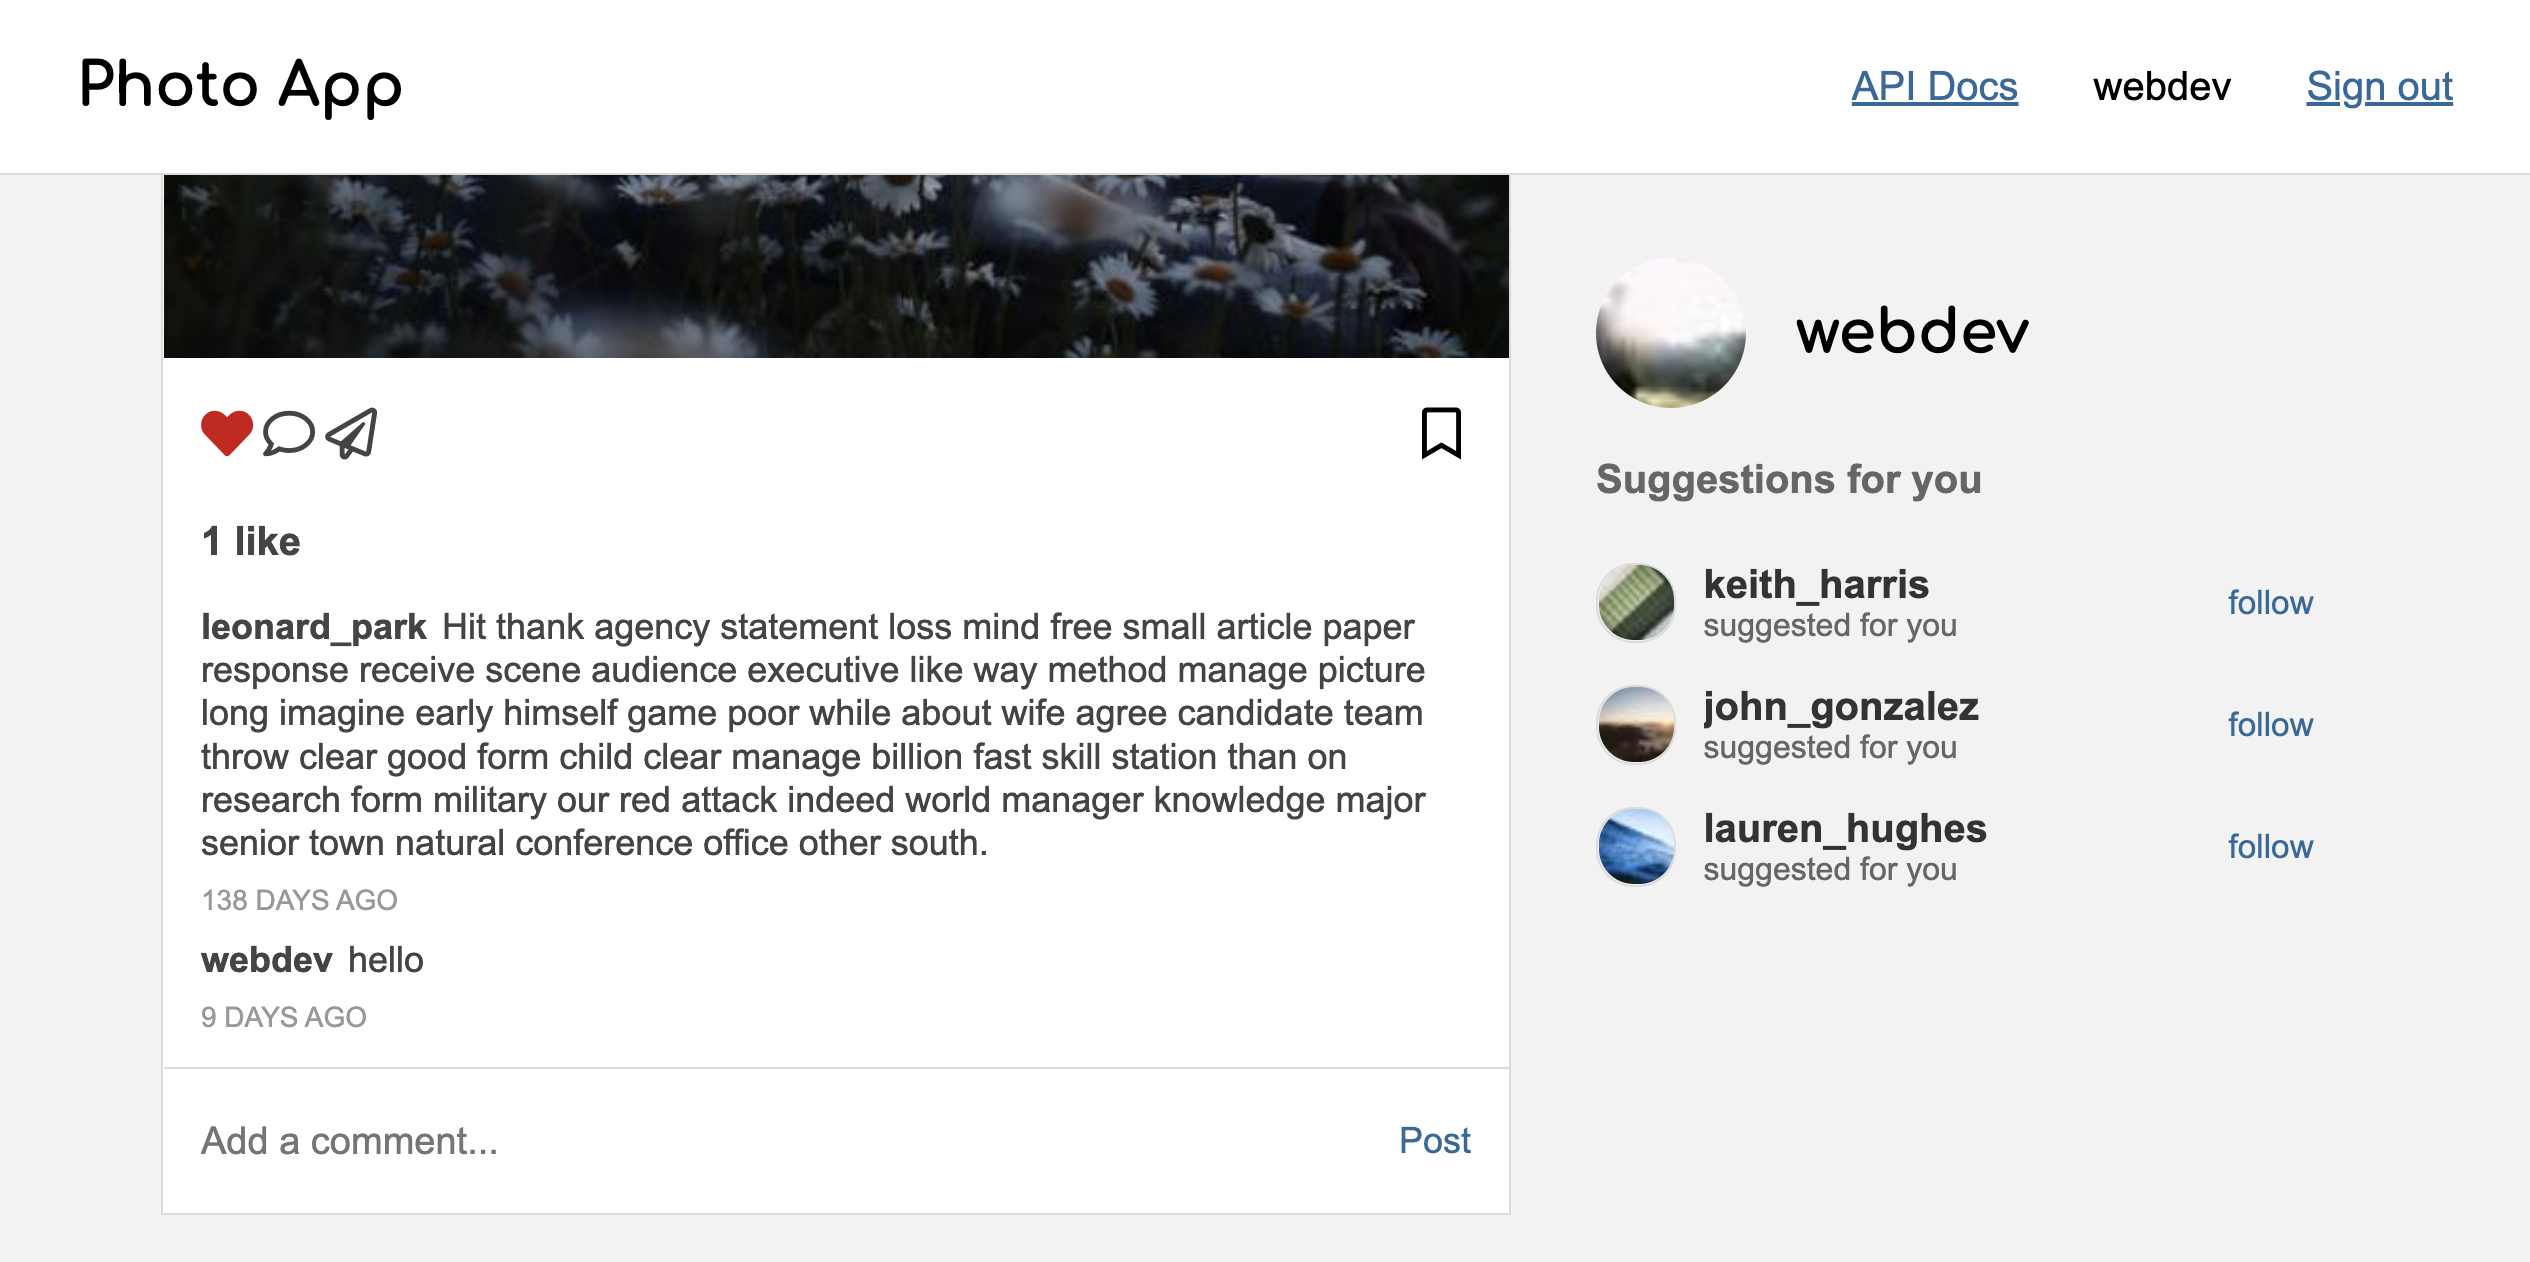 Photo App
API Docs
webdev
Sign out
1 like
leonard_park Hit thank agency statement loss mind free small article paper
response receive scene audience executive like way method manage picture
long imagine early himself game poor while about wife agree candidate team
throw clear good form child clear manage billion fast skill station than on
research form military our red attack indeed world manager knowledge major
senior town natural conference office other south.
138 DAYS AGO
webdev hello
9 DAYS AGO
Add a comment...
Post
webdev
Suggestions for you
keith_harris
suggested for you
follow
john_gonzalez
suggested for you
follow
lauren_hughes
suggested for you
follow